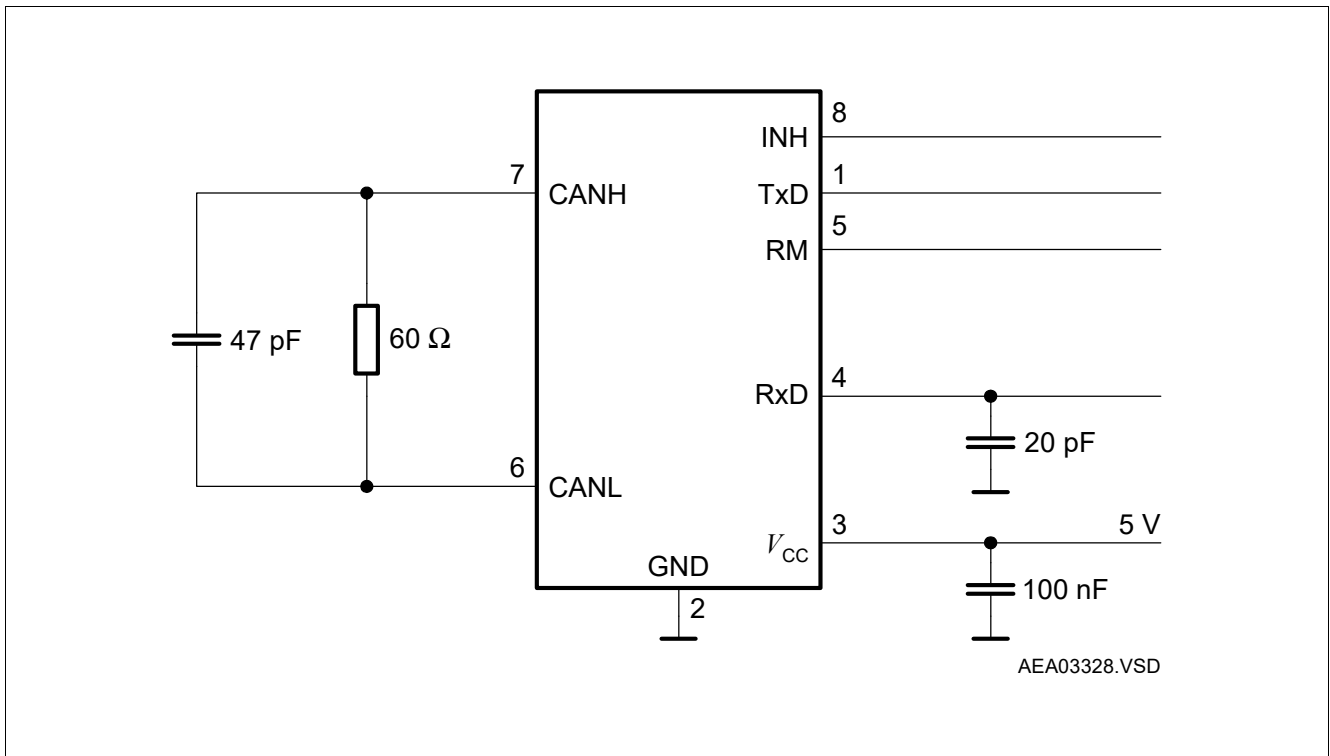 8
INH
7
1
CANH
TxD
5
RM
47 pF
60 Ω
4
RxD
20 pF
6
CANL
3
5 V
VCC
GND
100 nF
2
AEA03328.VSD